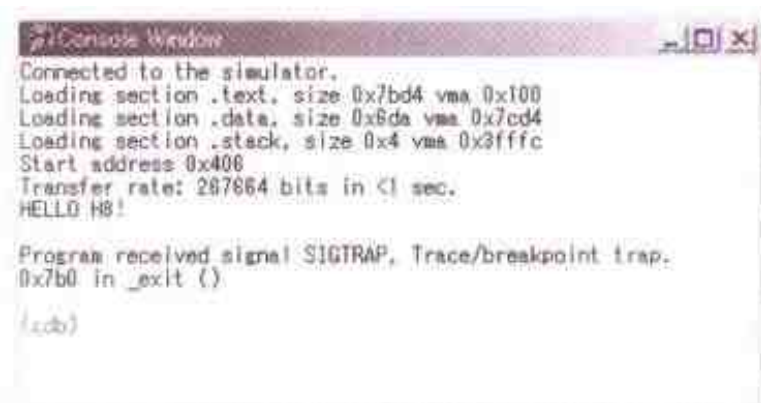 Console Window
Connected to the simulator.
Loading section .text, size 0x7bd4 vma 0x100
Loading section .data, size 0x6da vma 0x7cd4
Loading section .stack, size 0x4 vma 0x3fffc
Start address 0x406
Transfer rate: 267664 bits in <1 sec.
HELLO H8!
Program received signal SIGTRAP, Trace/breakpoint trap.
0x7b0 in _exit ()
(gdb)